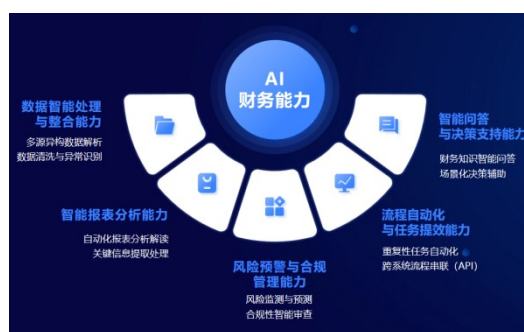 AI
财务能力
数据智能处理
与整合能力
多源异构数据解析
数据清洗与异常识别
智能报表分析能力
自动化报表分析解读
关键信息提取处理
风险预警与合规
管理能力
风险监测与预测
合规性智能审查
流程自动化
与任务提效能力
重复性任务自动化
跨系统流程串联（API）
智能问答
与决策支持能力
财务知识智能问答
场景化决策辅助